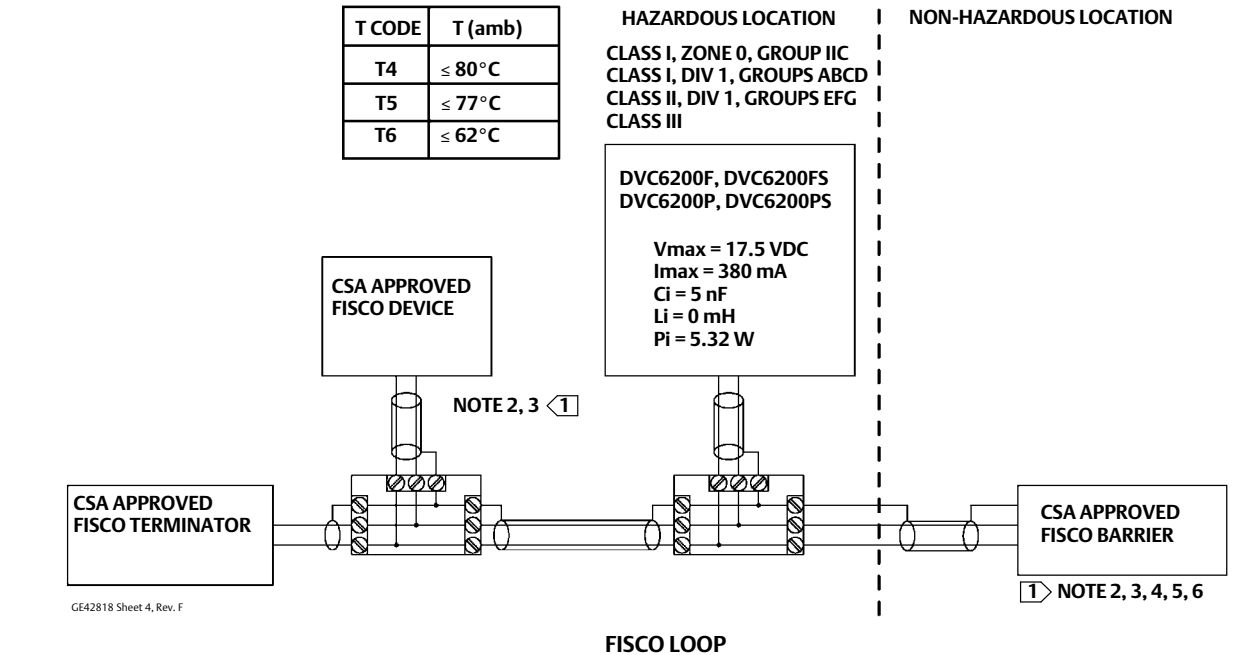 T CODE T (amb)
T4 ≤ 80°C
T5 ≤ 77°C
T6 ≤ 62°C
HAZARDOUS LOCATION
NON-HAZARDOUS LOCATION
CLASS I, ZONE 0, GROUP IIC
CLASS I, DIV 1, GROUPS ABCD
CLASS II, DIV 1, GROUPS EFG
CLASS III
DVC6200F, DVC6200FS
DVC6200P, DVC6200PS
Vmax = 17.5 VDC
Imax = 380 mA
Ci = 5 nF
Li = 0 mH
Pi = 5.32 W
CSA APPROVED
FISCO DEVICE
NOTE 2, 3 1
CSA APPROVED
FISCO TERMINATOR
CSA APPROVED
FISCO BARRIER
1 NOTE 2, 3, 4, 5, 6
GE42818 Sheet 4, Rev. F
FISCO LOOP